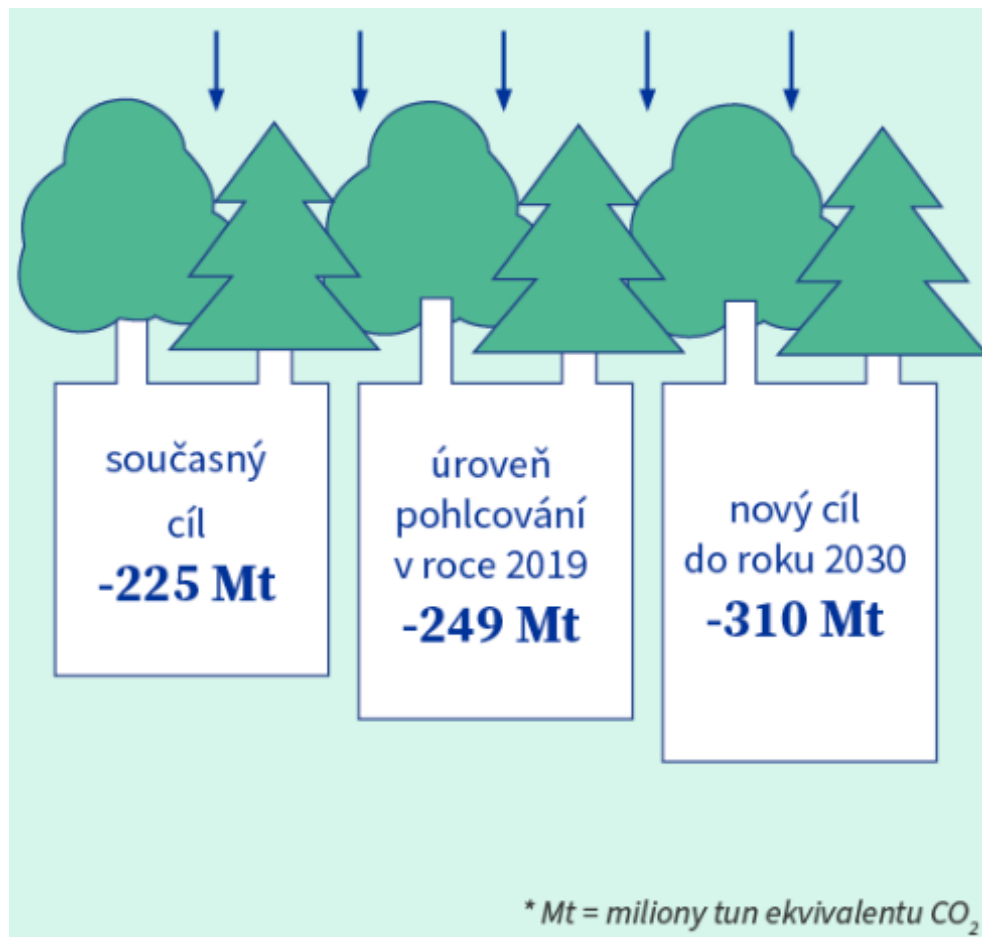 současný
cíl
-225 Mt
úroveň
pohlcování
v roce 2019
-249 Mt
nový cíl
do roku 2030
-310 Mt
* Mt = miliony tun ekvivalentu CO₂